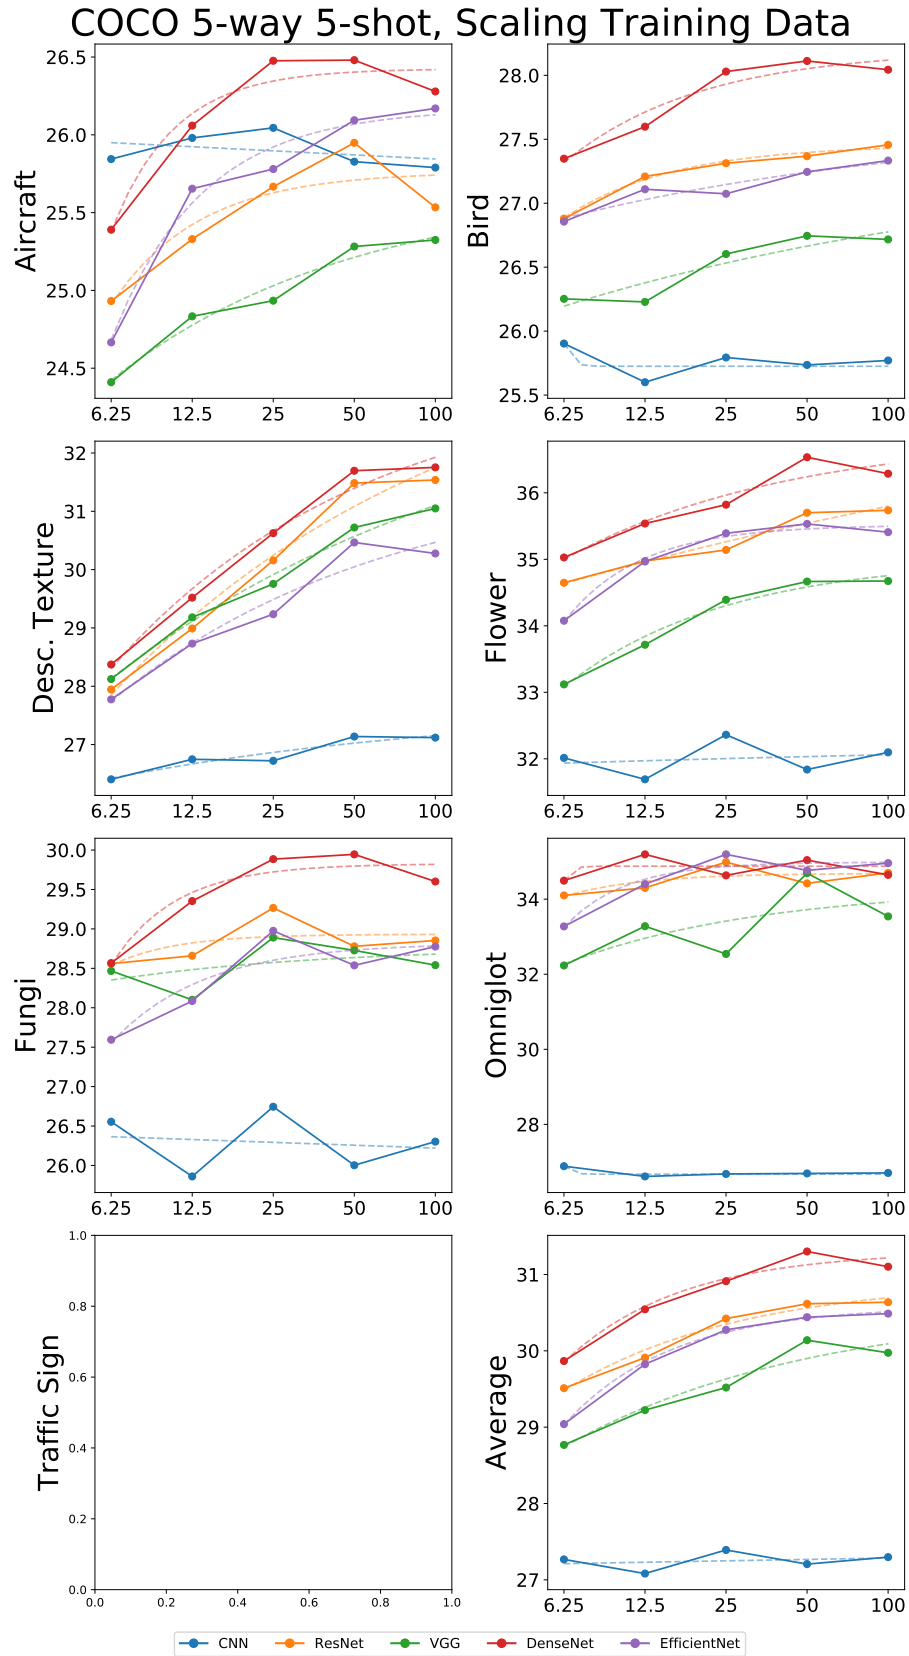 COCO 5-way 5-shot, Scaling Training Data
Aircraft
26.5
26.0
25.5
25.0
24.5
6.25 12.5 25 50 100
Bird
28.0
27.5
27.0
26.5
26.0
25.5
6.25 12.5 25 50 100
Desc. Texture
32
31
30
29
28
27
6.25 12.5 25 50 100
Flower
36
35
34
33
32
6.25 12.5 25 50 100
Fungi
30.0
29.5
29.0
28.5
28.0
27.5
27.0
26.5
26.0
6.25 12.5 25 50 100
Omniglot
34
32
30
28
6.25 12.5 25 50 100
Traffic Sign
1.0
0.8
0.6
0.4
0.2
0.0
0.0 0.2 0.4 0.6 0.8 1.0
Average
31
30
29
28
27
6.25 12.5 25 50 100
CNN ResNet VGG DenseNet EfficientNet